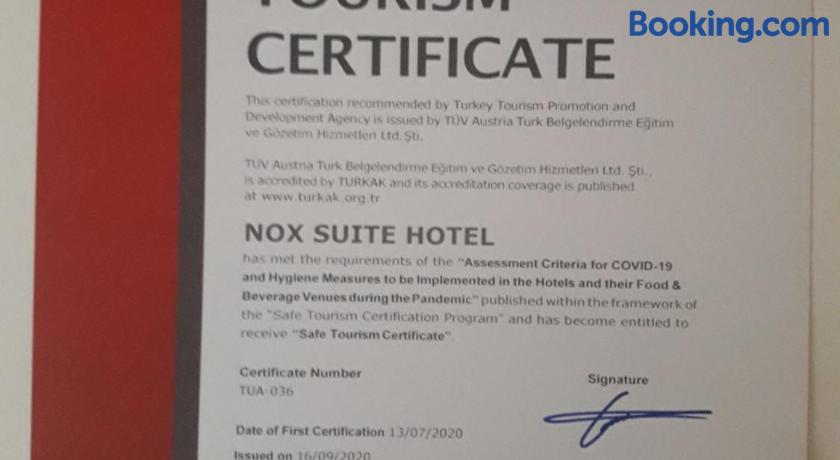 TOURISM
Booking.com
CERTIFICATE
This certification recommended by Turkey Tourism Promotion and
Development Agency is issued by TÜV Austria Turk Belgelendirme Eğitim
ve Gözetim Hizmetleri Ltd. Şti.
TÜV Austria Turk Belgelendirme Eğitim ve Gözetim Hizmetleri Ltd. Şti.,
is accredited by TURKAK and its accreditation coverage is published
at www.turkak.org.tr
NOX SUITE HOTEL
has met the requirements of the "Assessment Criteria for COVID-19
and Hygiene Measures to be Implemented in the Hotels and their Food &
Beverage Venues during the Pandemic" published within the framework of
the "Safe Tourism Certification Program" and has become entitled to
receive "Safe Tourism Certificate".
Certificate Number
TUA-036
Signature
Date of First Certification 13/07/2020
Issued on 16/09/2020